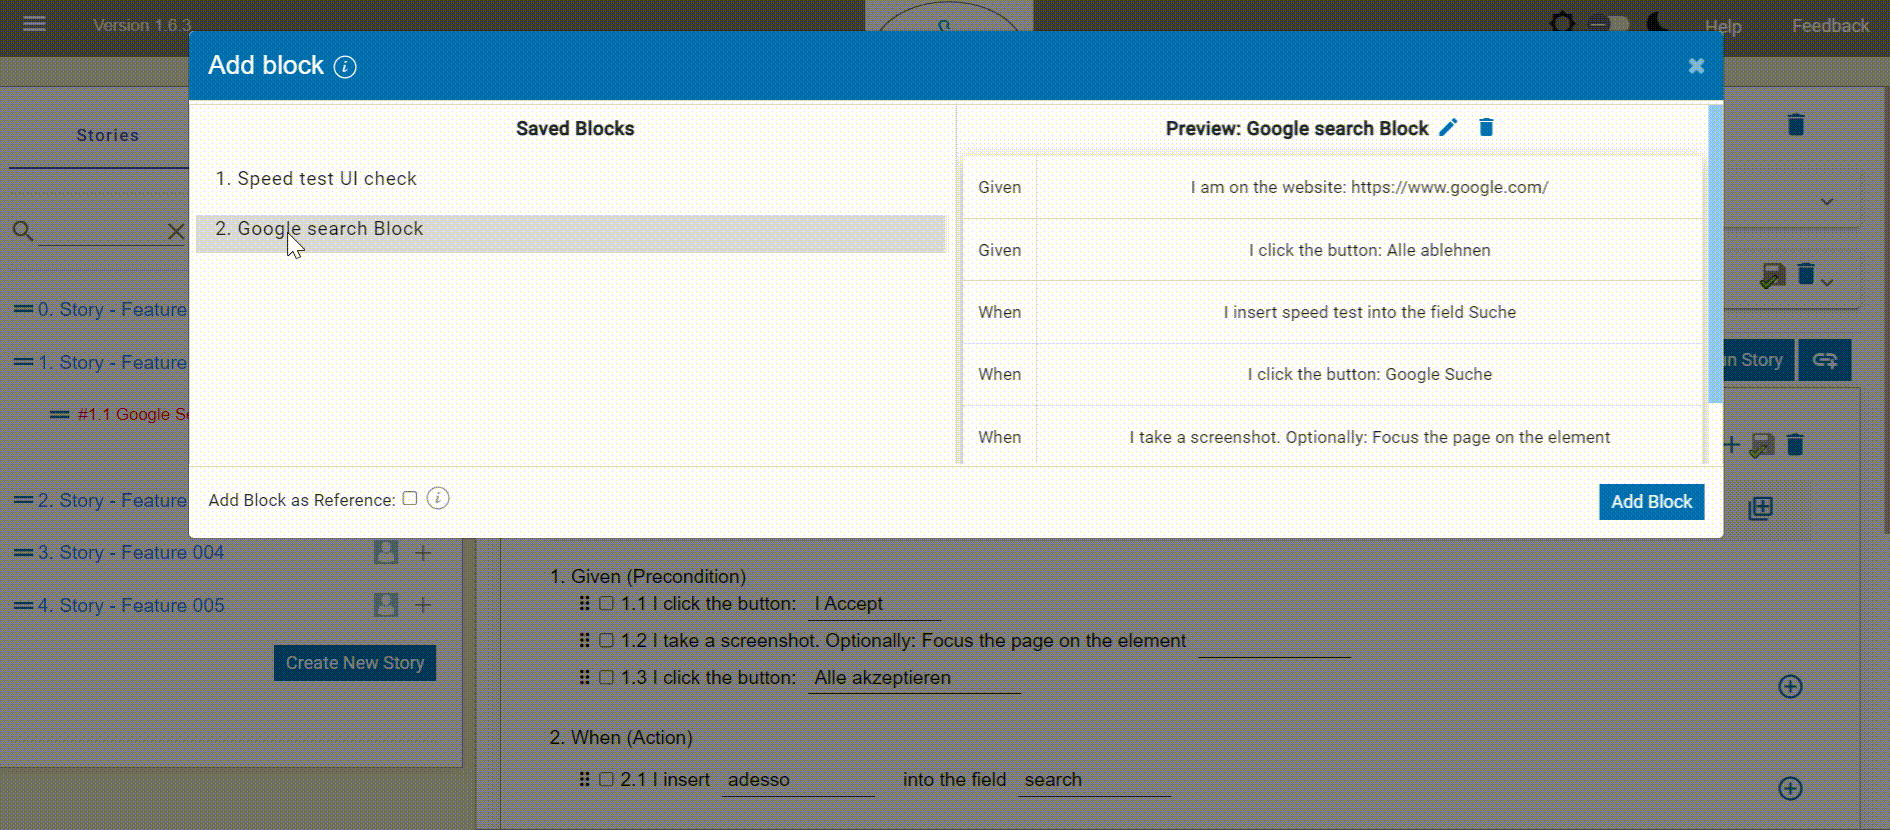 Version 1.6.3
Help
Feedback
Add block
Stories
Saved Blocks
1. Speed test UI check
2. Google search Block
Preview: Google search Block
Given I am on the website: https://www.google.com/
Given I click the button: Alle ablehnen
When I insert speed test into the field Suche
When I click the button: Google Suche
When I take a screenshot. Optionally: Focus the page on the element
Add Block as Reference:
Add Block
0. Story - Feature
1. Story - Feature
#1.1 Google Se
2. Story - Feature
3. Story - Feature 004
4. Story - Feature 005
Create New Story
n Story
1. Given (Precondition)
1.1 I click the button: I Accept
1.2 I take a screenshot. Optionally: Focus the page on the element
1.3 I click the button: Alle akzeptieren
2. When (Action)
2.1 I insert adesso into the field search